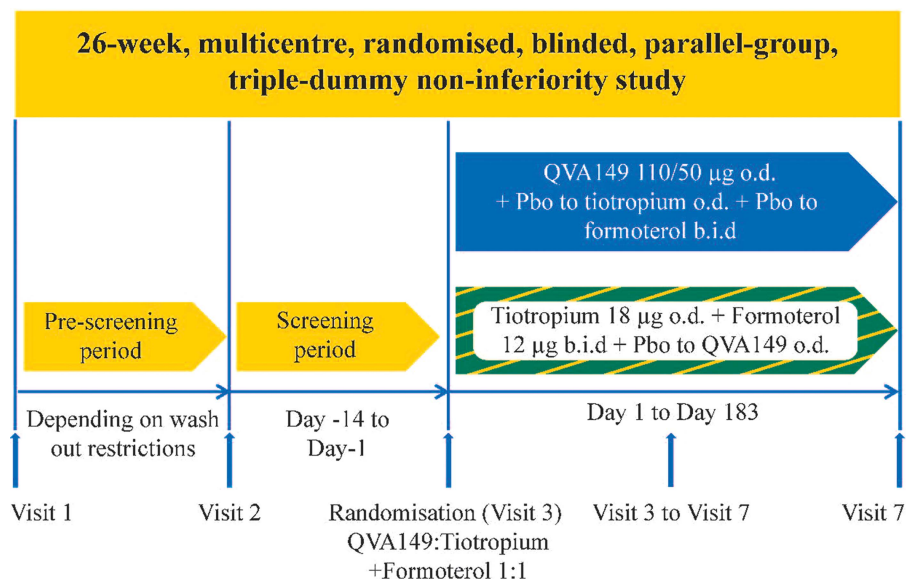 26-week, multicentre, randomised, blinded, parallel-group,
triple-dummy non-inferiority study
QVA149 110/50 µg o.d.
+ Pbo to tiotropium o.d. + Pbo to
formoterol b.i.d
Pre-screening
period
Screening
period
Tiotropium 18 µg o.d. + Formoterol
12 µg b.i.d + Pbo to QVA149 o.d.
Depending on wash
out restrictions
Day -14 to
Day-1
Day 1 to Day 183
Visit 1
Visit 2
Randomisation (Visit 3)
QVA149:Tiotropium
+Formoterol 1:1
Visit 3 to Visit 7
Visit 7